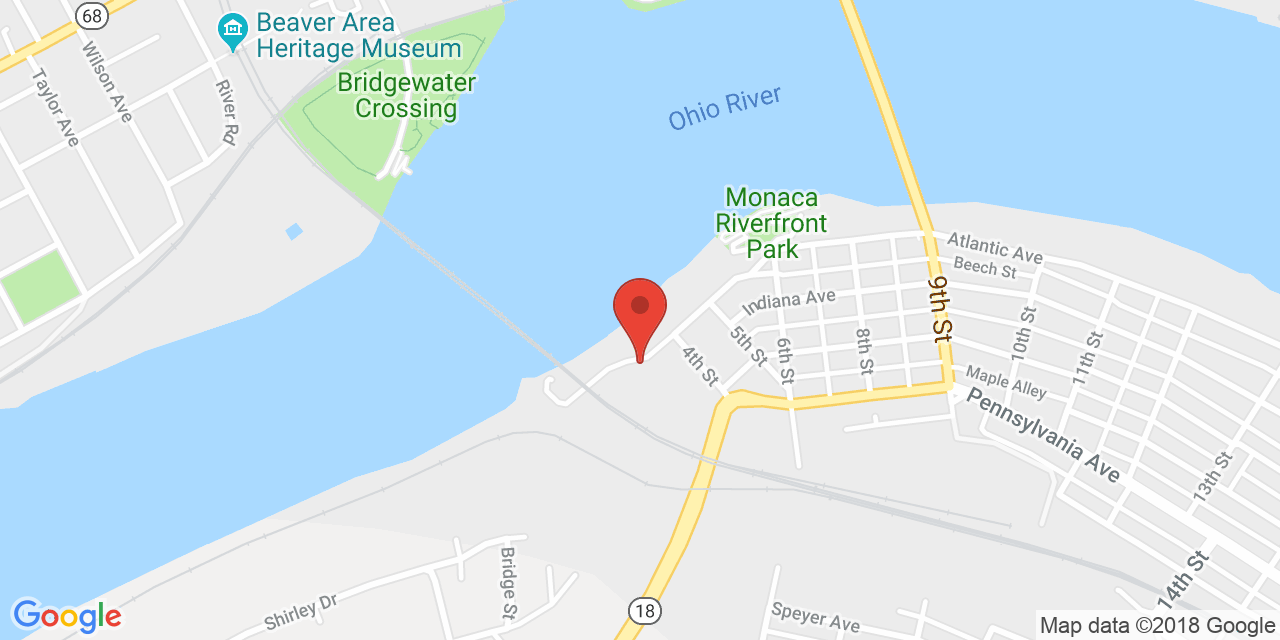 68
Beaver Area
Heritage Museum
Bridgewater
Crossing
Wilson Ave
Taylor Ave
River Rd
Ohio River
Monaca
Riverfront
Park
Atlantic Ave
Beech St
Indiana Ave
9th St
10th St
11th St
4th St
5th St
6th St
8th St
Maple Alley
Pennsylvania Ave
13th St
14th St
Bridge St
Shirley Dr
18
Speyer Ave
Google
Map data ©2018 Google